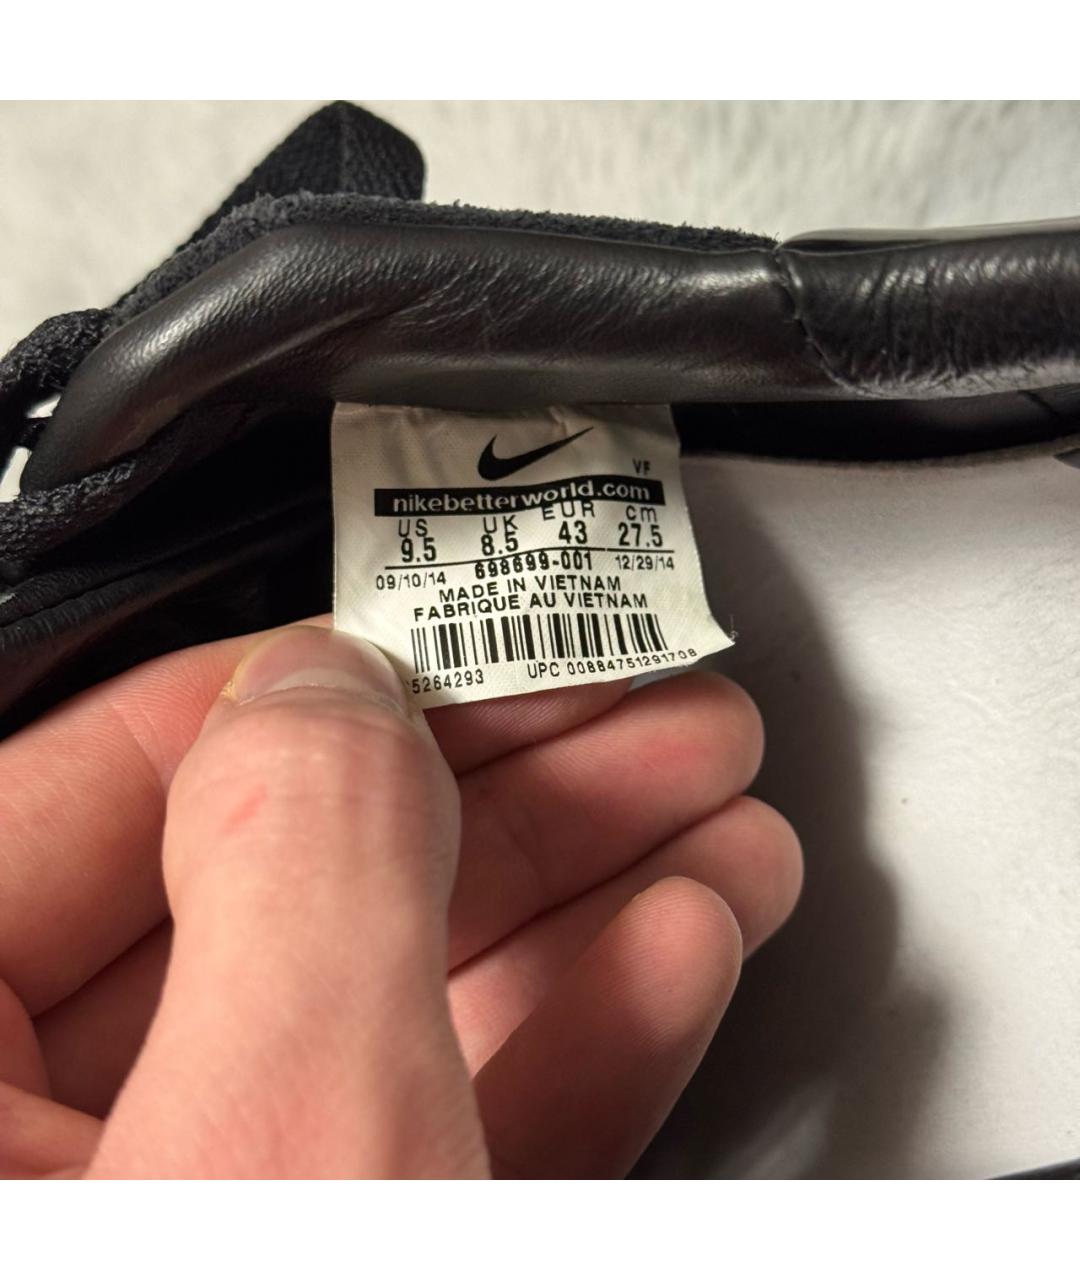 VF
nikebetterworld.com
US UK EUR cm
9.5 8.5 43 27.5
09/10/14 698699-001 12/29/14
MADE IN VIETNAM
FABRIQUE AU VIETNAM
5264293 UPC 00884751291708